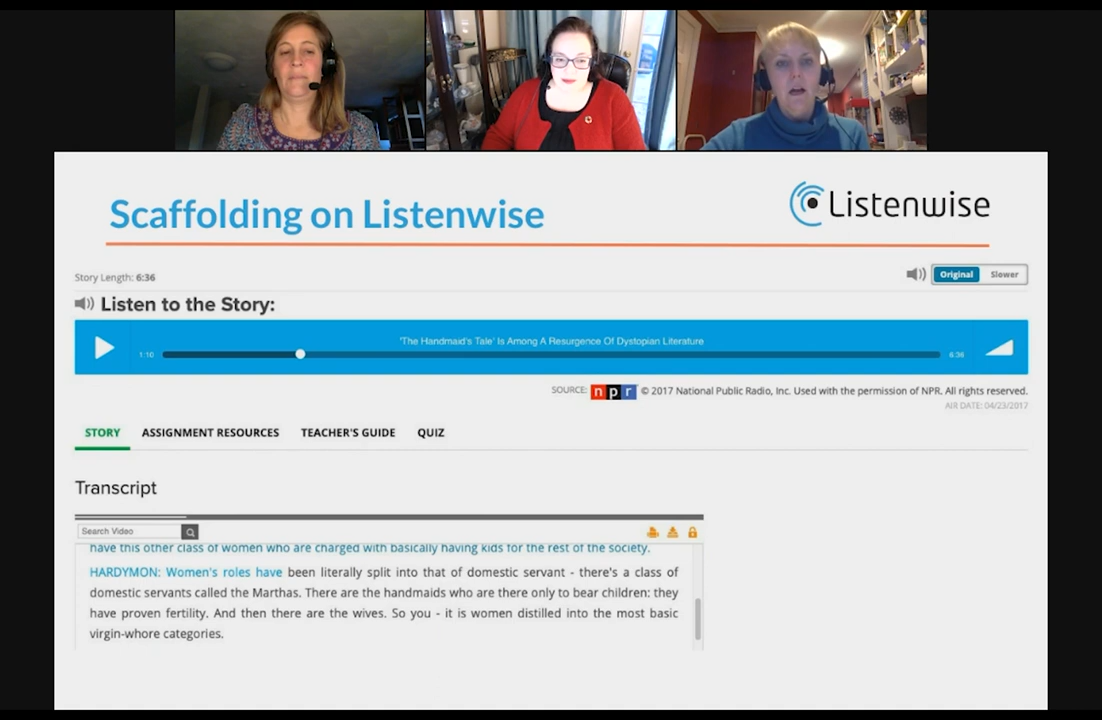 Scaffolding on Listenwise
Listenwise
Story Length: 6:36
Original Slower
Listen to the Story:
'The Handmaid's Tale' Is Among A Resurgence Of Dystopian Literature
1:10
6:36
SOURCE: npr © 2017 National Public Radio, Inc. Used with the permission of NPR. All rights reserved.
AIR DATE: 04/23/2017
STORY ASSIGNMENT RESOURCES TEACHER'S GUIDE QUIZ
Transcript
Search Video
have this other class of women who are charged with basically having kids for the rest of the society.
HARDYMON: Women's roles have been literally split into that of domestic servant - there's a class of
domestic servants called the Marthas. There are the handmaids who are there only to bear children: they
have proven fertility. And then there are the wives. So you - it is women distilled into the most basic
virgin-whore categories.